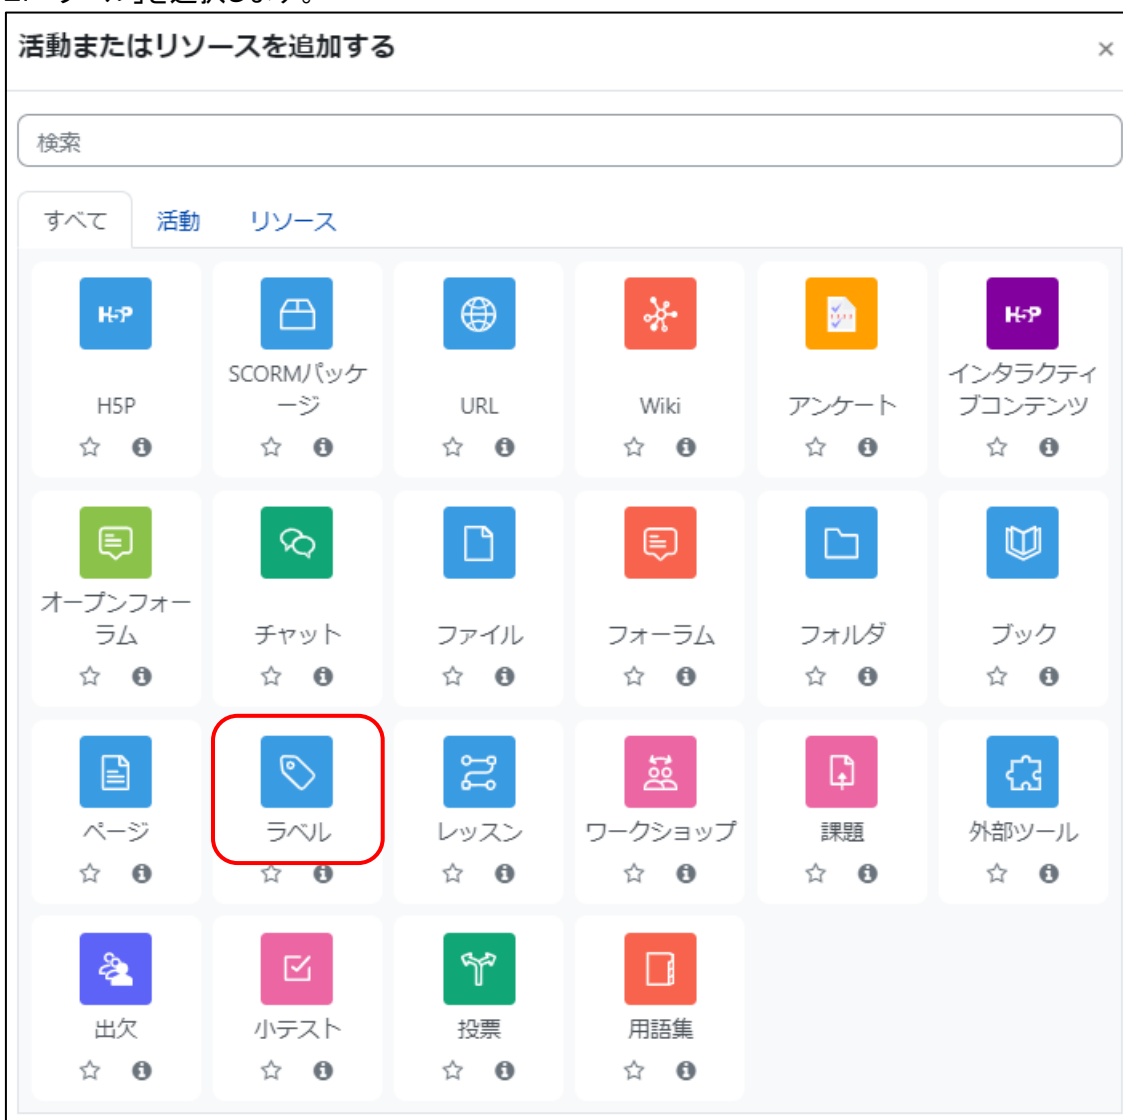 活動またはリソースを追加する ×
検索
すべて 活動 リソース
H5P H5P
SCORMパッケ インタラクティ
H5P ージ URL Wiki アンケート ブコンテンツ
オープンフォー
ラム チャット ファイル フォーラム フォルダ ブック
ページ ラベル レッスン ワークショップ 課題 外部ツール
出欠 小テスト 投票 用語集